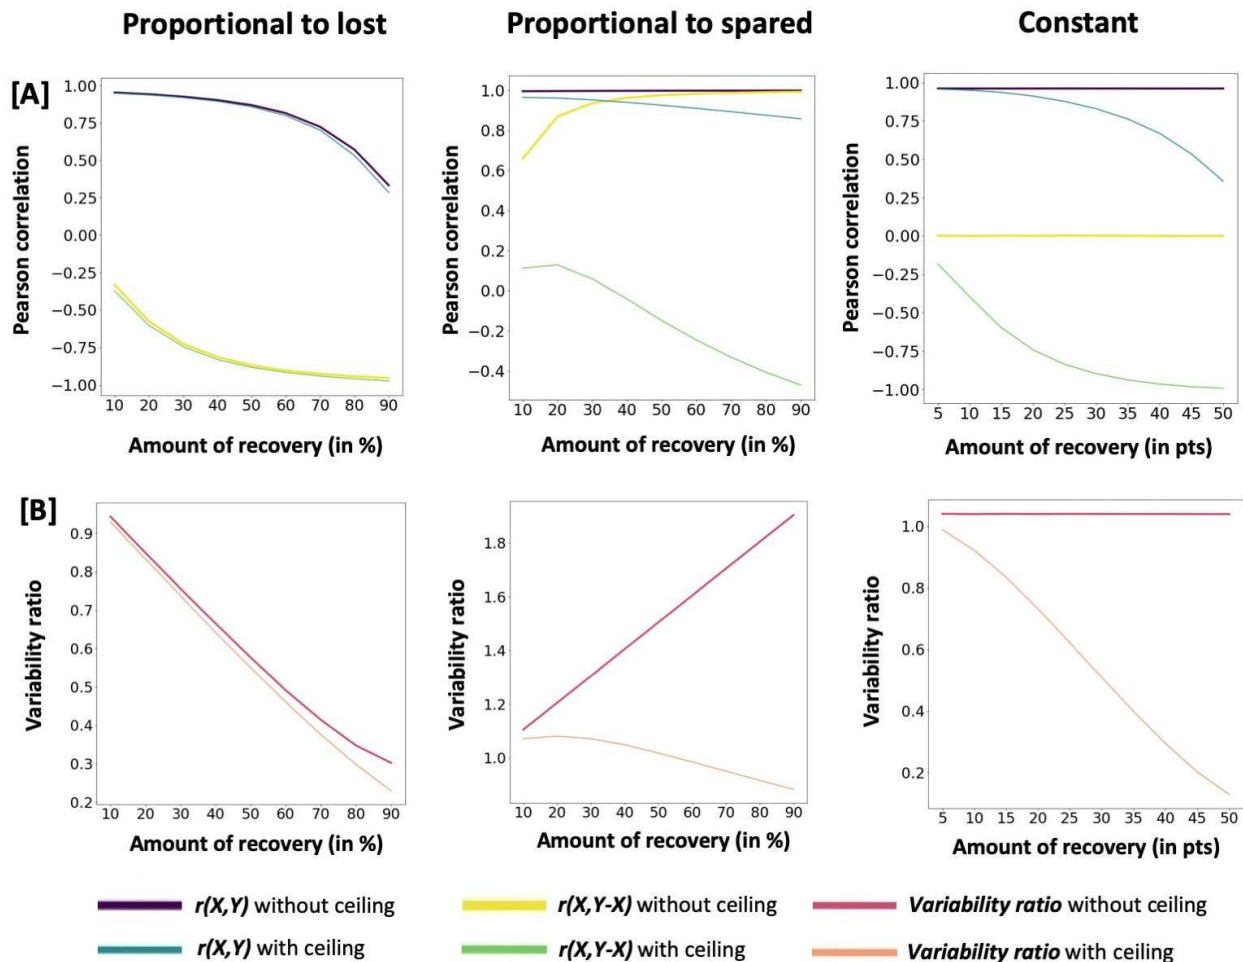 Proportional to lost
Proportional to spared
Constant
[A]
Pearson correlation
1.00
0.75
0.50
0.25
0.00
−0.25
−0.50
−0.75
−1.00
10 20 30 40 50 60 70 80 90
Amount of recovery (in %)
Pearson correlation
1.0
0.8
0.6
0.4
0.2
0.0
−0.2
−0.4
10 20 30 40 50 60 70 80 90
Amount of recovery (in %)
Pearson correlation
1.00
0.75
0.50
0.25
0.00
−0.25
−0.50
−0.75
−1.00
5 10 15 20 25 30 35 40 45 50
Amount of recovery (in pts)
[B]
Variability ratio
0.9
0.8
0.7
0.6
0.5
0.4
0.3
0.2
10 20 30 40 50 60 70 80 90
Amount of recovery (in %)
Variability ratio
1.8
1.6
1.4
1.2
1.0
10 20 30 40 50 60 70 80 90
Amount of recovery (in %)
Variability ratio
1.0
0.8
0.6
0.4
0.2
5 10 15 20 25 30 35 40 45 50
Amount of recovery (in pts)
r(X,Y) without ceiling
r(X,Y-X) without ceiling
Variability ratio without ceiling
r(X,Y) with ceiling
r(X,Y-X) with ceiling
Variability ratio with ceiling